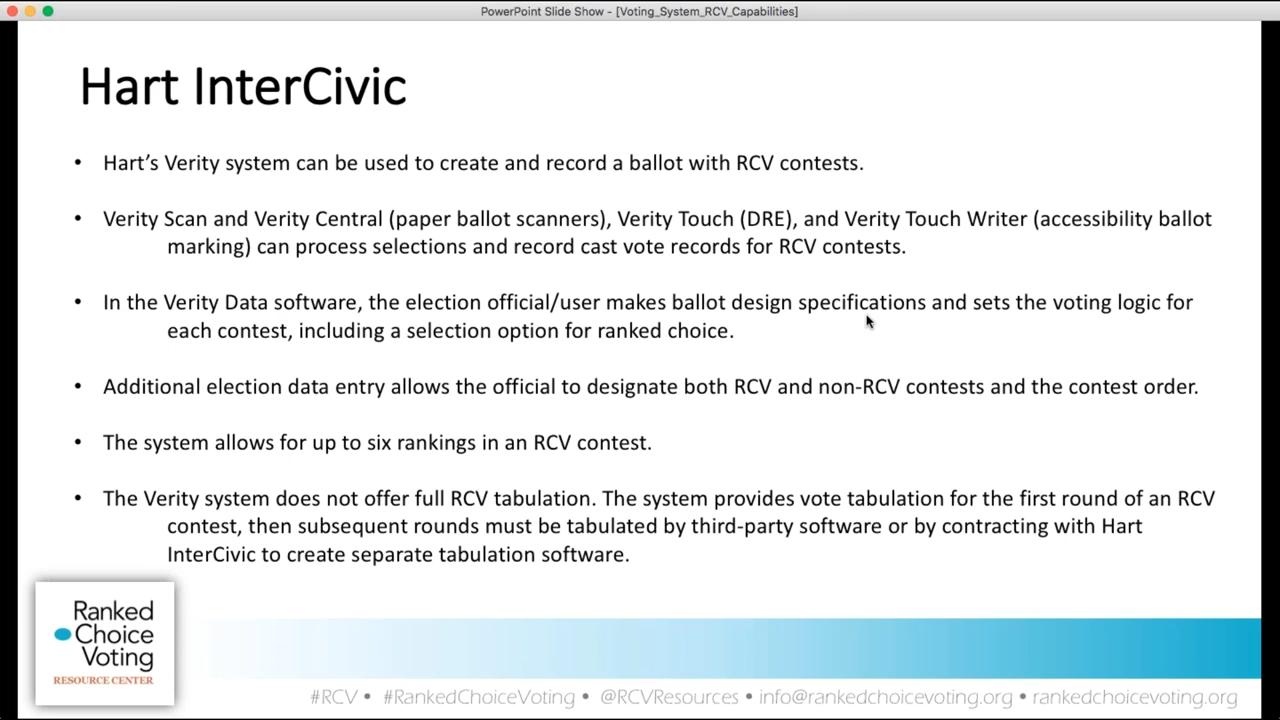 PowerPoint Slide Show - [Voting_System_RCV_Capabilities]
Hart InterCivic
• Hart’s Verity system can be used to create and record a ballot with RCV contests.
• Verity Scan and Verity Central (paper ballot scanners), Verity Touch (DRE), and Verity Touch Writer (accessibility ballot
marking) can process selections and record cast vote records for RCV contests.
• In the Verity Data software, the election official/user makes ballot design specifications and sets the voting logic for
each contest, including a selection option for ranked choice.
• Additional election data entry allows the official to designate both RCV and non-RCV contests and the contest order.
• The system allows for up to six rankings in an RCV contest.
• The Verity system does not offer full RCV tabulation. The system provides vote tabulation for the first round of an RCV
contest, then subsequent rounds must be tabulated by third-party software or by contracting with Hart
InterCivic to create separate tabulation software.
Ranked
Choice
Voting
RESOURCE CENTER
#RCV • #RankedChoiceVoting • @RCVResources • info@rankedchoicevoting.org • rankedchoicevoting.org